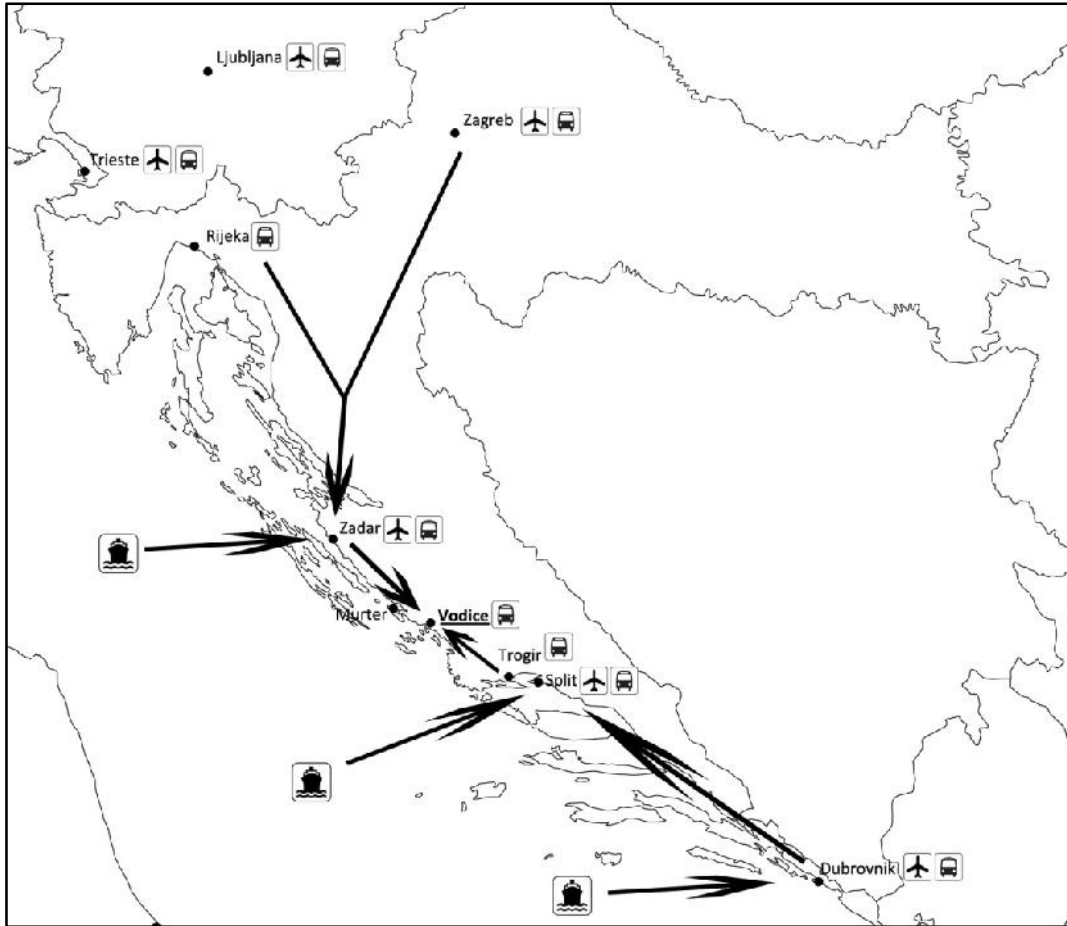 Ljubljana
Zagreb
Trieste
Rijeka
Zadar
Murter
Vodice
Trogir
Split
Dubrovnik